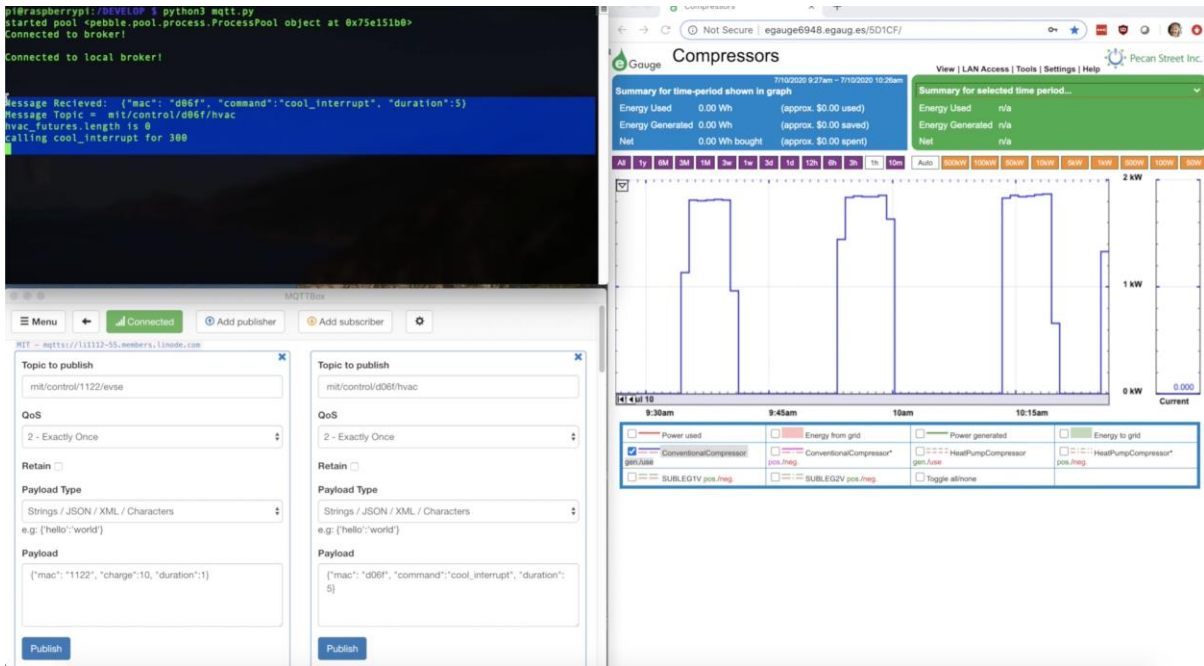 pi@raspberrypi:/DEVELOP $ python3 mqtt.py
started pool <pebble.pool.process.ProcessPool object at 0x75e151b0>
Connected to broker!
Connected to local broker!
Message Recieved: {"mac": "d06f", "command":"cool_interrupt", "duration":5}
Message Topic = mit/control/d06f/hvac
hvac_futures.length is 0
calling cool_interrupt for 300
MQTTBox
Menu
Connected
Add publisher
Add subscriber
MIT - mqtts://li1112-55.members.linode.com
Topic to publish
mit/control/1122/evse
QoS
2 - Exactly Once
Retain
Payload Type
Strings / JSON / XML / Characters
e.g: {'hello':'world'}
Payload
{"mac": "1122", "charge":10, "duration":1}
Publish
Topic to publish
mit/control/d06f/hvac
QoS
2 - Exactly Once
Retain
Payload Type
Strings / JSON / XML / Characters
e.g: {'hello':'world'}
Payload
{"mac": "d06f", "command":"cool_interrupt", "duration":
5}
Publish
Compressors
Not Secure | egauge6948.egaug.es/5D1CF/
eGauge Compressors
View | LAN Access | Tools | Settings | Help
Pecan Street Inc.
7/10/2020 9:27am – 7/10/2020 10:26am
Summary for time-period shown in graph
Energy Used 0.00 Wh (approx. $0.00 used)
Energy Generated 0.00 Wh (approx. $0.00 saved)
Net 0.00 Wh bought (approx. $0.00 spent)
Summary for selected time period...
Energy Used n/a
Energy Generated n/a
Net n/a
All 1y 6M 3M 1M 3w 1w 3d 1d 12h 6h 3h 1h 10m
Auto 500kW 100kW 50kW 10kW 5kW 1kW 500W 100W 50W
2 kW
1 kW
0 kW
0.000
Current
Jul 10
9:30am 9:45am 10am 10:15am
Power used Energy from grid Power generated Energy to grid
ConventionalCompressor ConventionalCompressor* HeatPumpCompressor HeatPumpCompressor*
gen./use pos./neg. gen./use pos./neg.
SUBLEG1V pos./neg. SUBLEG2V pos./neg. Toggle all/none